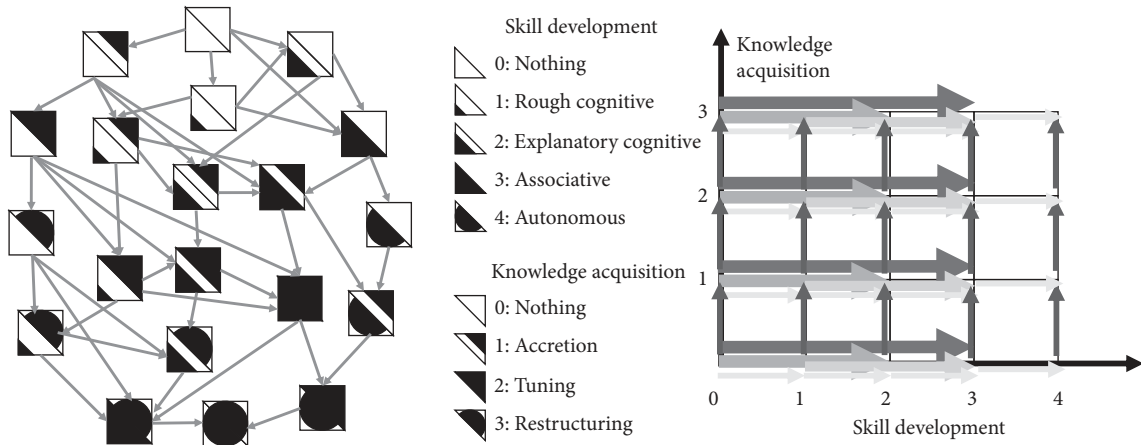 Skill development
0: Nothing
1: Rough cognitive
2: Explanatory cognitive
3: Associative
4: Autonomous
Knowledge acquisition
0: Nothing
1: Accretion
2: Tuning
3: Restructuring
Knowledge
acquisition
3
2
1
0 1 2 3 4
Skill development